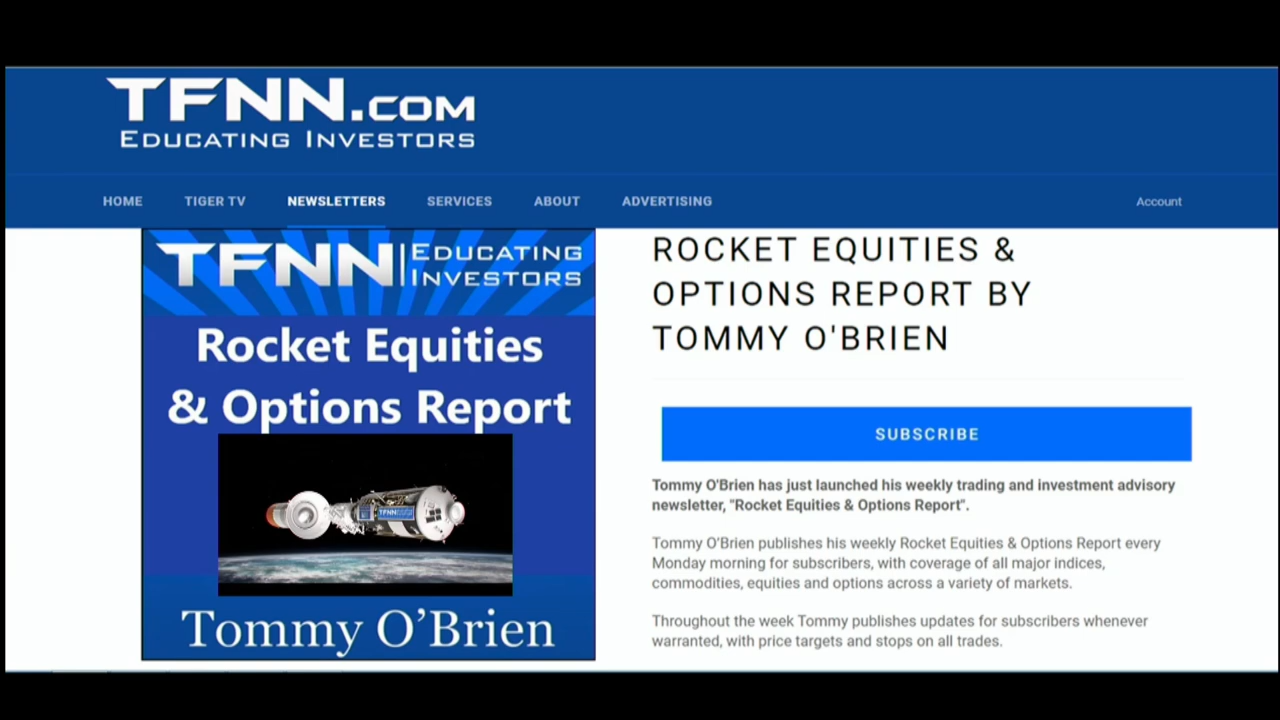 TFNN.COM
EDUCATING INVESTORS
HOME TIGER TV NEWSLETTERS SERVICES ABOUT ADVERTISING Account
TFNN EDUCATING
INVESTORS
Rocket Equities
& Options Report
TFNN
Tommy O’Brien
ROCKET EQUITIES &
OPTIONS REPORT BY
TOMMY O'BRIEN
SUBSCRIBE
Tommy O'Brien has just launched his weekly trading and investment advisory
newsletter, "Rocket Equities & Options Report".
Tommy O’Brien publishes his weekly Rocket Equities & Options Report every
Monday morning for subscribers, with coverage of all major indices,
commodities, equities and options across a variety of markets.
Throughout the week Tommy publishes updates for subscribers whenever
warranted, with price targets and stops on all trades.